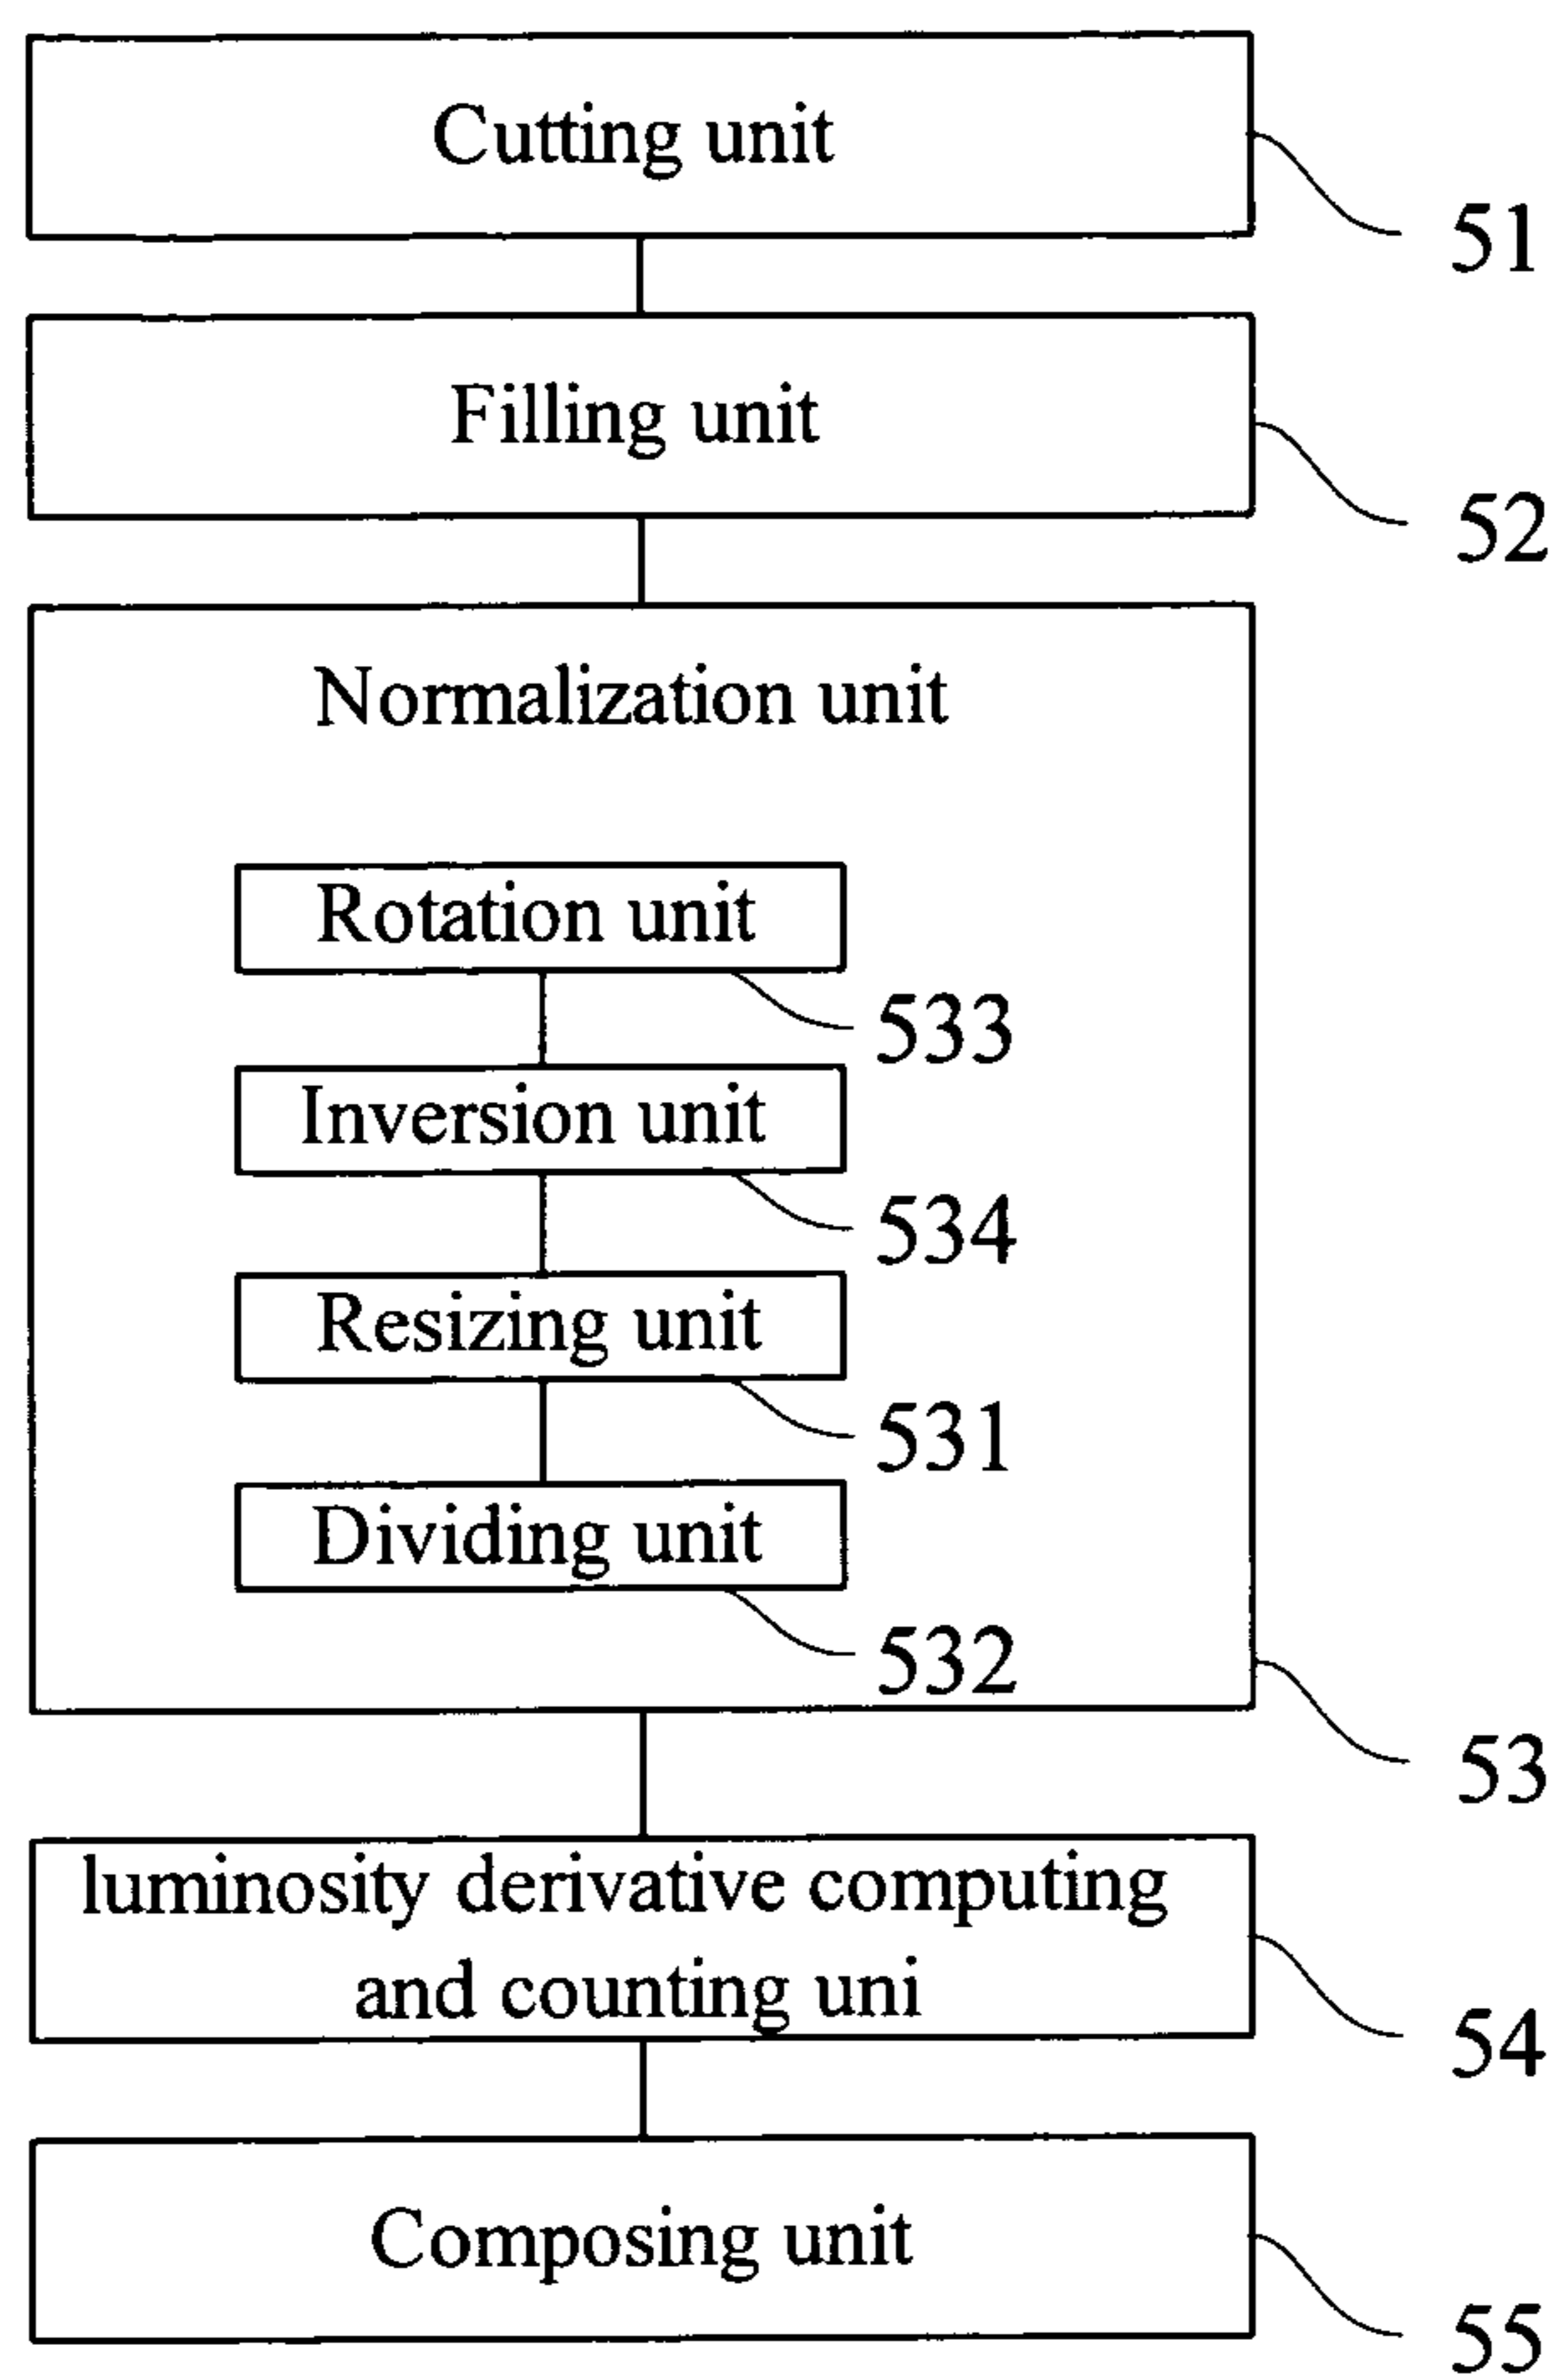 Cutting unit
51
Filling unit
52
Normalization unit
Rotation unit
533
Inversion unit
534
Resizing unit
531
Dividing unit
532
53
luminosity derivative computing
and counting uni
54
Composing unit
55